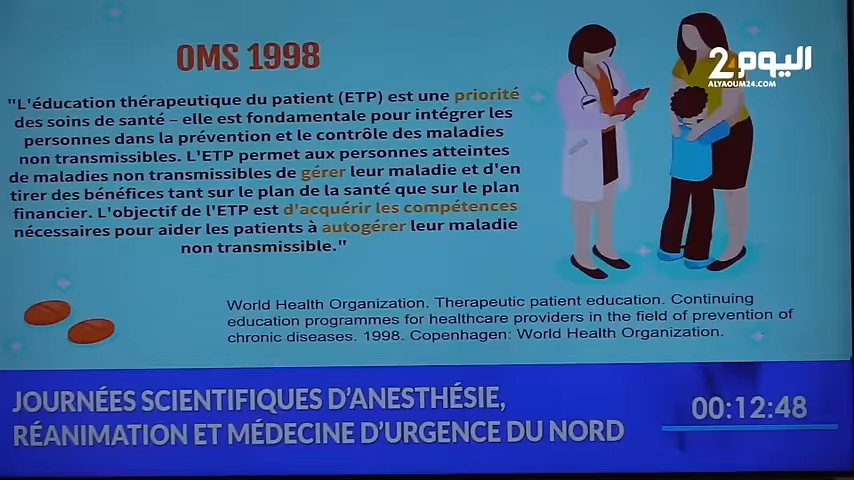 OMS 1998
اليوم24
ALYAOUM24.COM
"L'éducation thérapeutique du patient (ETP) est une priorité
des soins de santé – elle est fondamentale pour intégrer les
personnes dans la prévention et le contrôle des maladies
non transmissibles. L'ETP permet aux personnes atteintes
de maladies non transmissibles de gérer leur maladie et d'en
tirer des bénéfices tant sur le plan de la santé que sur le plan
financier. L'objectif de l'ETP est d'acquérir les compétences
nécessaires pour aider les patients à autogérer leur maladie
non transmissible."
World Health Organization. Therapeutic patient education. Continuing
education programmes for healthcare providers in the field of prevention of
chronic diseases. 1998. Copenhagen: World Health Organization.
JOURNÉES SCIENTIFIQUES D'ANESTHÉSIE,
RÉANIMATION ET MÉDECINE D'URGENCE DU NORD
00:12:48